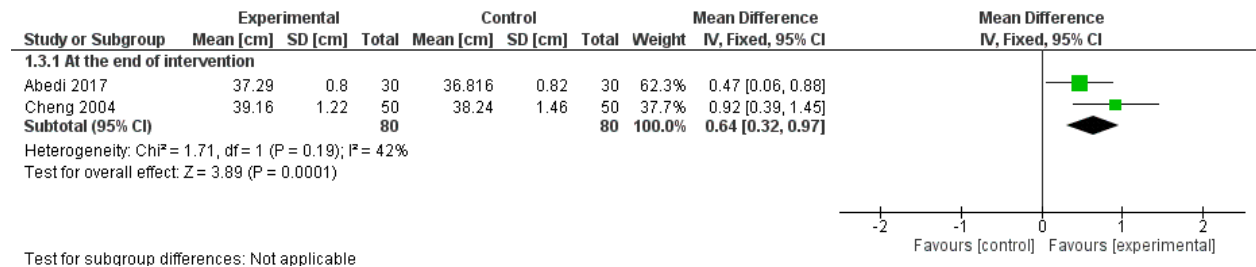 Experimental Control Mean Difference Mean Difference
Study or Subgroup Mean [cm] SD [cm] Total Mean [cm] SD [cm] Total Weight IV, Fixed, 95% CI IV, Fixed, 95% CI
1.3.1 At the end of intervention
Abedi 2017 37.29 0.8 30 36.816 0.82 30 62.3% 0.47 [0.06, 0.88]
Cheng 2004 39.16 1.22 50 38.24 1.46 50 37.7% 0.92 [0.39, 1.45]
Subtotal (95% CI) 80 80 100.0% 0.64 [0.32, 0.97]
Heterogeneity: Chi² = 1.71, df = 1 (P = 0.19); I² = 42%
Test for overall effect: Z = 3.89 (P = 0.0001)
-2 -1 0 1 2
Favours [control] Favours [experimental]
Test for subgroup differences: Not applicable